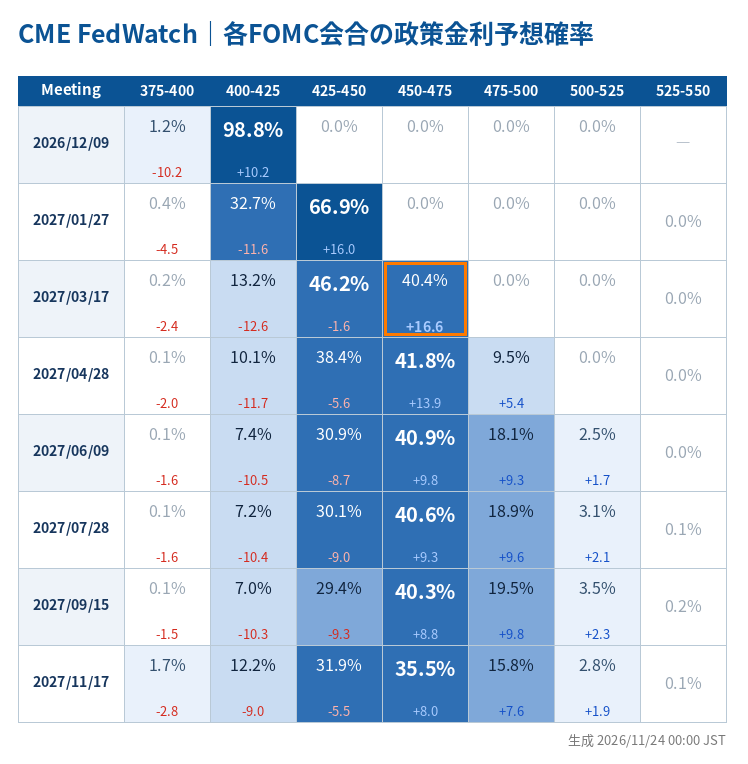 CME FedWatch｜各FOMC会合の政策金利予想確率
Meeting 375-400 400-425 425-450 450-475 475-500 500-525 525-550
2026/12/09 1.2% 98.8% 0.0% 0.0% 0.0% 0.0% —
-10.2 +10.2
2027/01/27 0.4% 32.7% 66.9% 0.0% 0.0% 0.0% 0.0%
-4.5 -11.6 +16.0
2027/03/17 0.2% 13.2% 46.2% 40.4% 0.0% 0.0% 0.0%
-2.4 -12.6 -1.6 +16.6
2027/04/28 0.1% 10.1% 38.4% 41.8% 9.5% 0.0% 0.0%
-2.0 -11.7 -5.6 +13.9 +5.4
2027/06/09 0.1% 7.4% 30.9% 40.9% 18.1% 2.5% 0.0%
-1.6 -10.5 -8.7 +9.8 +9.3 +1.7
2027/07/28 0.1% 7.2% 30.1% 40.6% 18.9% 3.1% 0.1%
-1.6 -10.4 -9.0 +9.3 +9.6 +2.1
2027/09/15 0.1% 7.0% 29.4% 40.3% 19.5% 3.5% 0.2%
-1.5 -10.3 -9.3 +8.8 +9.8 +2.3
2027/11/17 1.7% 12.2% 31.9% 35.5% 15.8% 2.8% 0.1%
-2.8 -9.0 -5.5 +8.0 +7.6 +1.9
生成 2026/11/24 00:00 JST